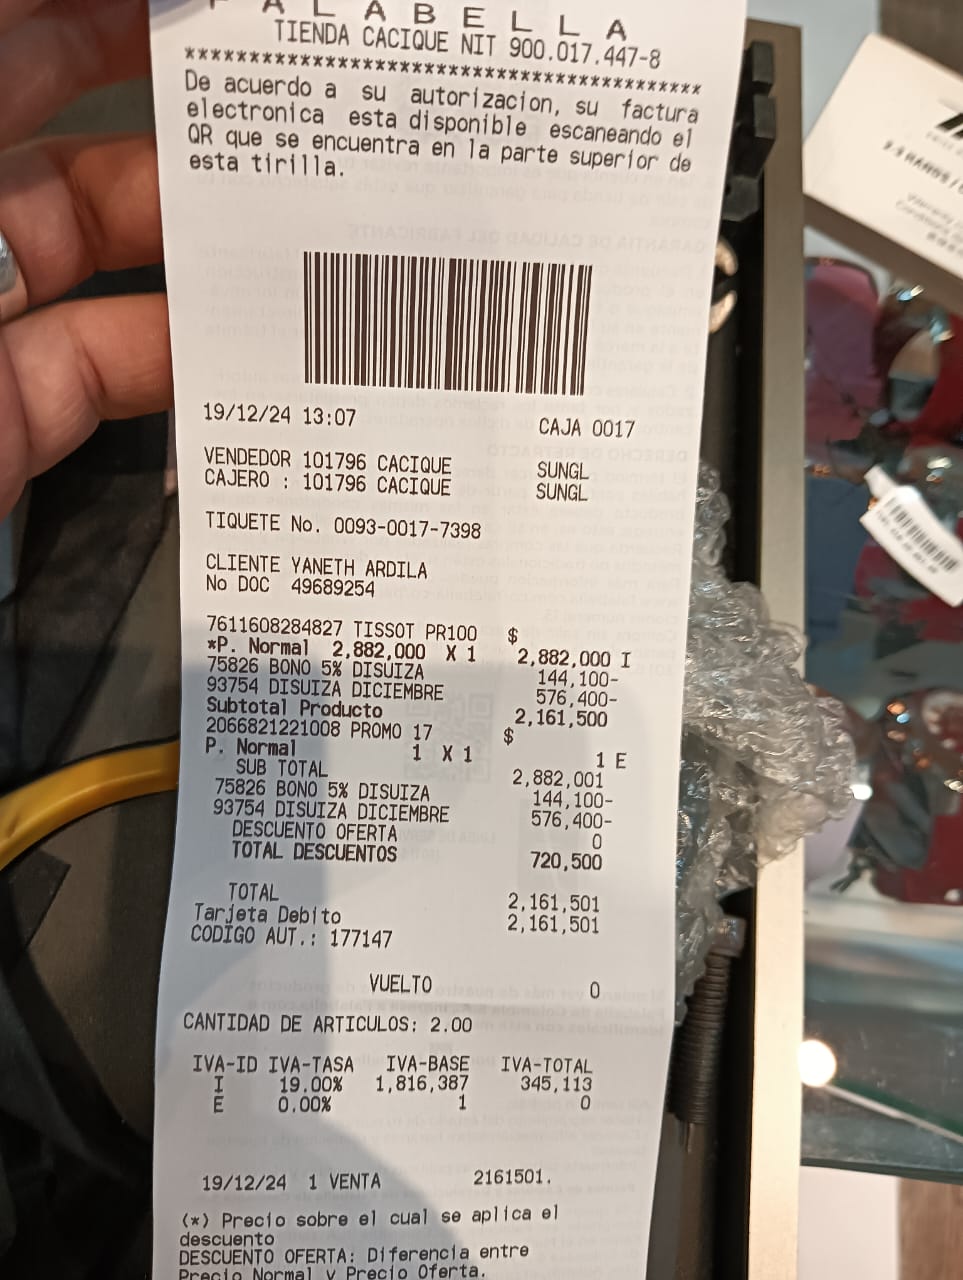 FALABELLA
TIENDA CACIQUE NIT 900.017.447-8
*****************************************
De acuerdo a su autorizacion, su factura
electronica esta disponible escaneando el
QR que se encuentra en la parte superior de
esta tirilla.
19/12/24 13:07 CAJA 0017
VENDEDOR 101796 CACIQUE SUNGL
CAJERO : 101796 CACIQUE SUNGL
TIQUETE No. 0093-0017-7398
CLIENTE YANETH ARDILA
No DOC 49689254
7611608284827 TISSOT PR100 $
*P. Normal 2,882,000 X 1 2,882,000 I
75826 BONO 5% DISUIZA 144,100-
93754 DISUIZA DICIEMBRE 576,400-
Subtotal Producto 2,161,500
2066821221008 PROMO 17 $
P. Normal 1 X 1 1 E
SUB TOTAL 2,882,001
75826 BONO 5% DISUIZA 144,100-
93754 DISUIZA DICIEMBRE 576,400-
DESCUENTO OFERTA 0
TOTAL DESCUENTOS 720,500
TOTAL 2,161,501
Tarjeta Debito 2,161,501
CODIGO AUT.: 177147
VUELTO 0
CANTIDAD DE ARTICULOS: 2.00
IVA-ID IVA-TASA IVA-BASE IVA-TOTAL
I 19.00% 1,816,387 345,113
E 0.00% 1 0
19/12/24 1 VENTA 2161501.
(*) Precio sobre el cual se aplica el
descuento
DESCUENTO OFERTA: Diferencia entre
Precio Normal y Precio Oferta.